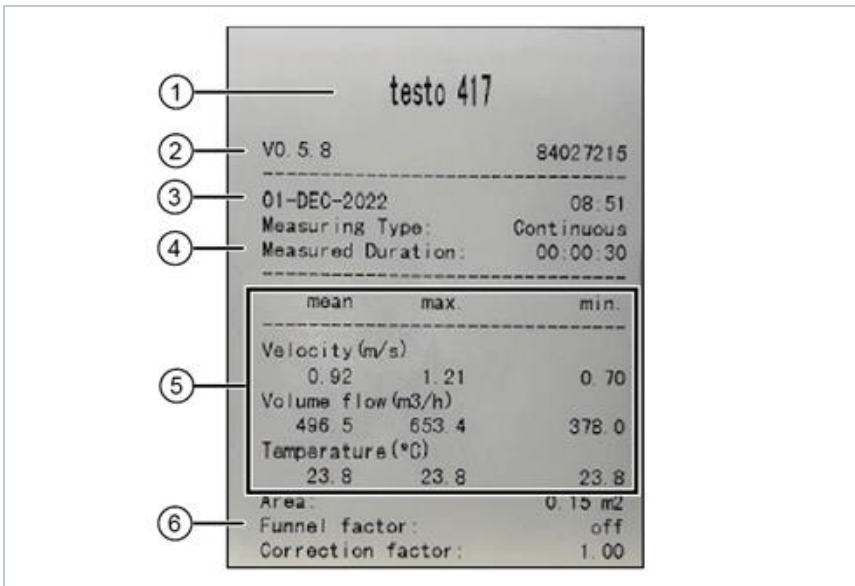 ① testo 417
② V0.5.8 84027215
③ 01-DEC-2022 08:51
Measuring Type: Continuous
④ Measured Duration: 00:00:30
mean max. min.
Velocity(m/s)
0.92 1.21 0.70
⑤
Volume flow(m3/h)
496.5 653.4 378.0
Temperature(°C)
23.8 23.8 23.8
Area: 0.15 m2
⑥ Funnel factor: off
Correction factor: 1.00